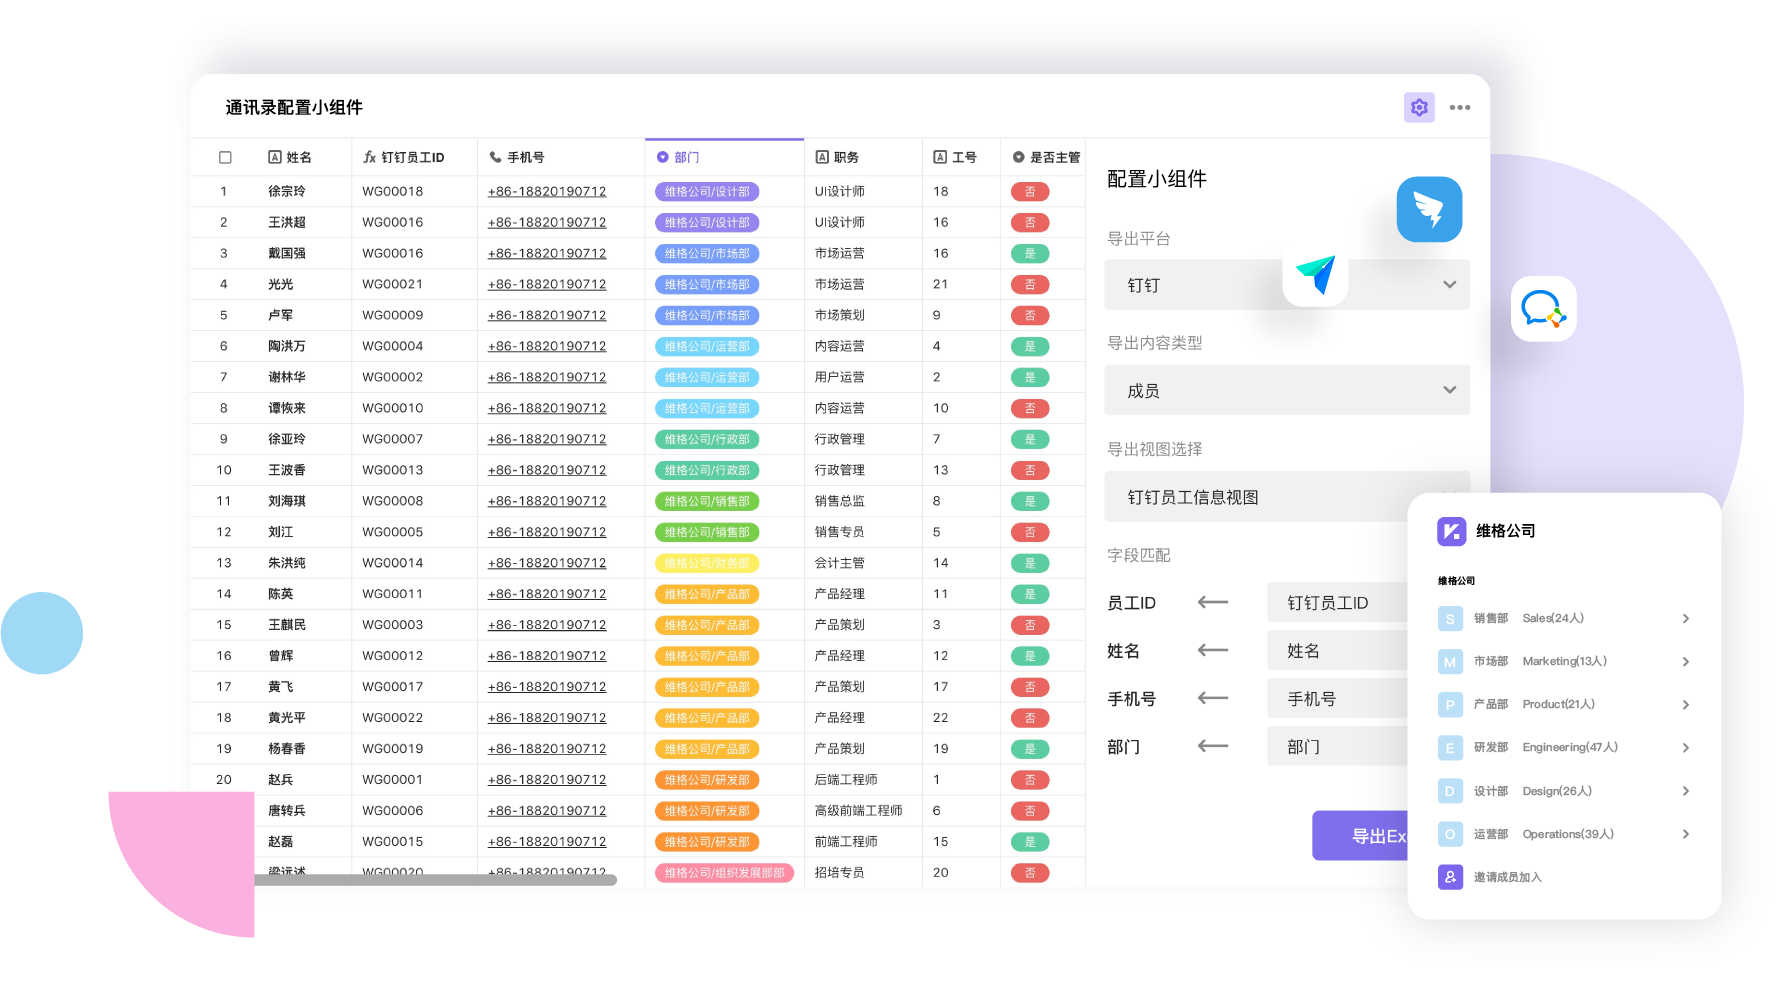 通讯录配置小组件
姓名 钉钉员工ID 手机号 部门 职务 工号 是否主管
1 徐宗玲 WG00018 +86-18820190712 维格公司/设计部 UI设计师 18 否
2 王洪超 WG00016 +86-18820190712 维格公司/设计部 UI设计师 16 否
3 戴国强 WG00016 +86-18820190712 维格公司/市场部 市场运营 16 是
4 光光 WG00021 +86-18820190712 维格公司/市场部 市场运营 21 否
5 卢军 WG00009 +86-18820190712 维格公司/市场部 市场策划 9 否
6 陶洪万 WG00004 +86-18820190712 维格公司/运营部 内容运营 4 是
7 谢林华 WG00002 +86-18820190712 维格公司/运营部 用户运营 2 是
8 谭恢来 WG00010 +86-18820190712 维格公司/运营部 内容运营 10 否
9 徐亚玲 WG00007 +86-18820190712 维格公司/行政部 行政管理 7 是
10 王波香 WG00013 +86-18820190712 维格公司/行政部 行政管理 13 否
11 刘海琪 WG00008 +86-18820190712 维格公司/销售部 销售总监 8 是
12 刘江 WG00005 +86-18820190712 维格公司/销售部 销售专员 5 否
13 朱洪纯 WG00014 +86-18820190712 维格公司/财务部 会计主管 14 是
14 陈英 WG00011 +86-18820190712 维格公司/产品部 产品经理 11 是
15 王麒民 WG00003 +86-18820190712 维格公司/产品部 产品策划 3 否
16 曾辉 WG00012 +86-18820190712 维格公司/产品部 产品经理 12 是
17 黄飞 WG00017 +86-18820190712 维格公司/产品部 产品策划 17 否
18 黄光平 WG00022 +86-18820190712 维格公司/产品部 产品经理 22 否
19 杨春香 WG00019 +86-18820190712 维格公司/产品部 产品策划 19 是
20 赵兵 WG00001 +86-18820190712 维格公司/研发部 后端工程师 1 否
唐转兵 WG00006 +86-18820190712 维格公司/研发部 高级前端工程师 6 否
赵磊 WG00015 +86-18820190712 维格公司/研发部 前端工程师 15 是
梁远述 WG00020 +86-18820190712 维格公司/组织发展部部 招培专员 20 否
配置小组件
导出平台
钉钉
导出内容类型
成员
导出视图选择
钉钉员工信息视图
字段匹配
员工ID 钉钉员工ID
姓名 姓名
手机号 手机号
部门 部门
导出Ex
维格公司
维格公司
S 销售部 Sales(24人)
M 市场部 Marketing(13人)
P 产品部 Product(21人)
E 研发部 Engineering(47人)
D 设计部 Design(26人)
O 运营部 Operations(39人)
邀请成员加入